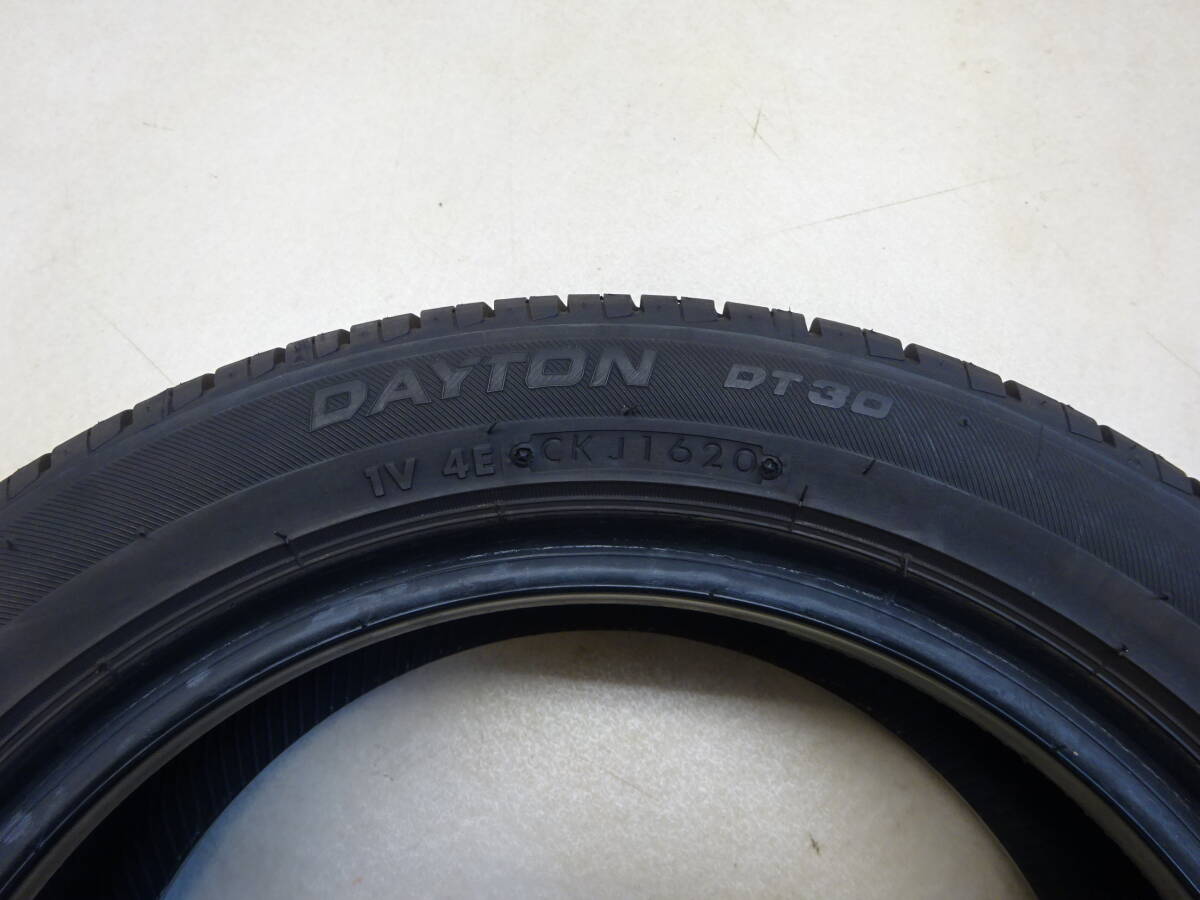 DAYTON DT30
1V 4E CKJ1620